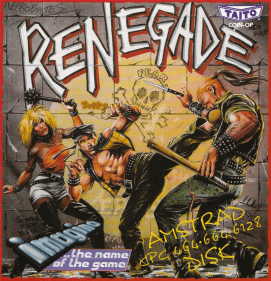 TAITO
COIN-OP
RENEGADE
FEAR
imagine
...the name
of the game
AMSTRAD
CPC 464·664·6128
DISK